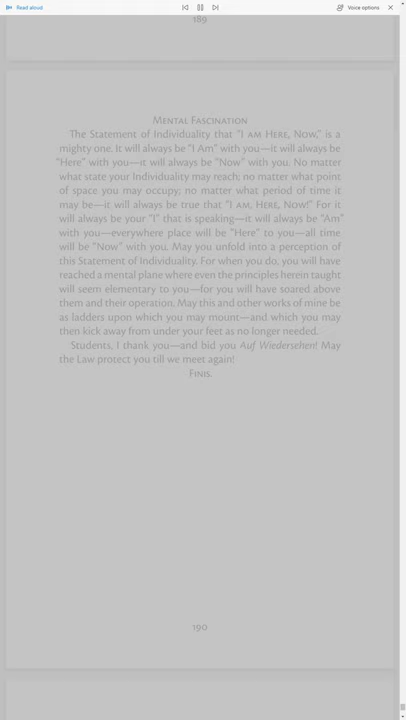 Read aloud
Voice options
189
MENTAL FASCINATION
The Statement of Individuality that "I AM HERE, NOW," is a
mighty one. It will always be "I Am" with you—it will always be
"Here" with you—it will always be "Now" with you. No matter
what state your Individuality may reach; no matter what point
of space you may occupy; no matter what period of time it
may be—it will always be true that "I AM, HERE, NOW!" For it
will always be your "I" that is speaking—it will always be "Am"
with you—everywhere place will be "Here" to you—all time
will be "Now" with you. May you unfold into a perception of
this Statement of Individuality. For when you do, you will have
reached a mental plane where even the principles herein taught
will seem elementary to you—for you will have soared above
them and their operation. May this and other works of mine be
as ladders upon which you may mount—and which you may
then kick away from under your feet as no longer needed.
Students, I thank you—and bid you Auf Wiedersehen! May
the Law protect you till we meet again!
FINIS.
190